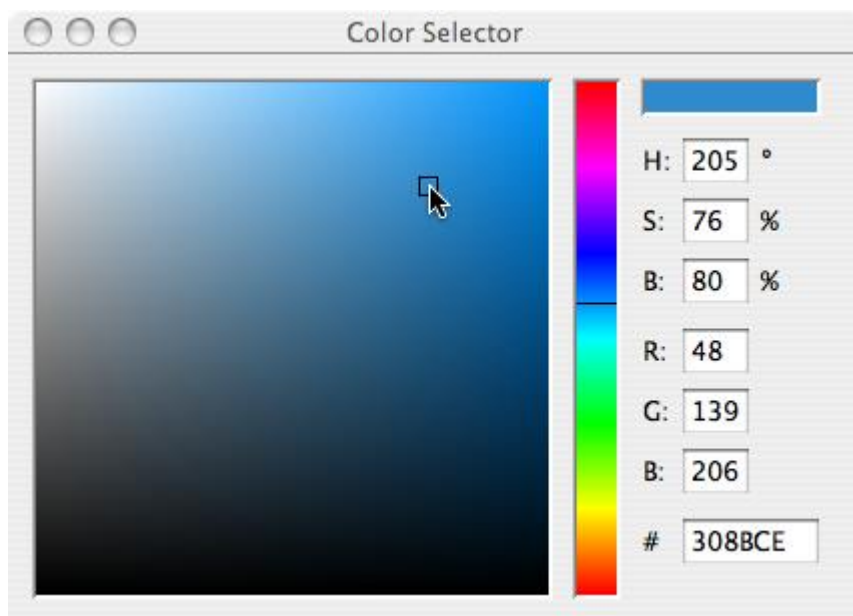 Color Selector
H: 205 °
S: 76 %
B: 80 %
R: 48
G: 139
B: 206
# 308BCE